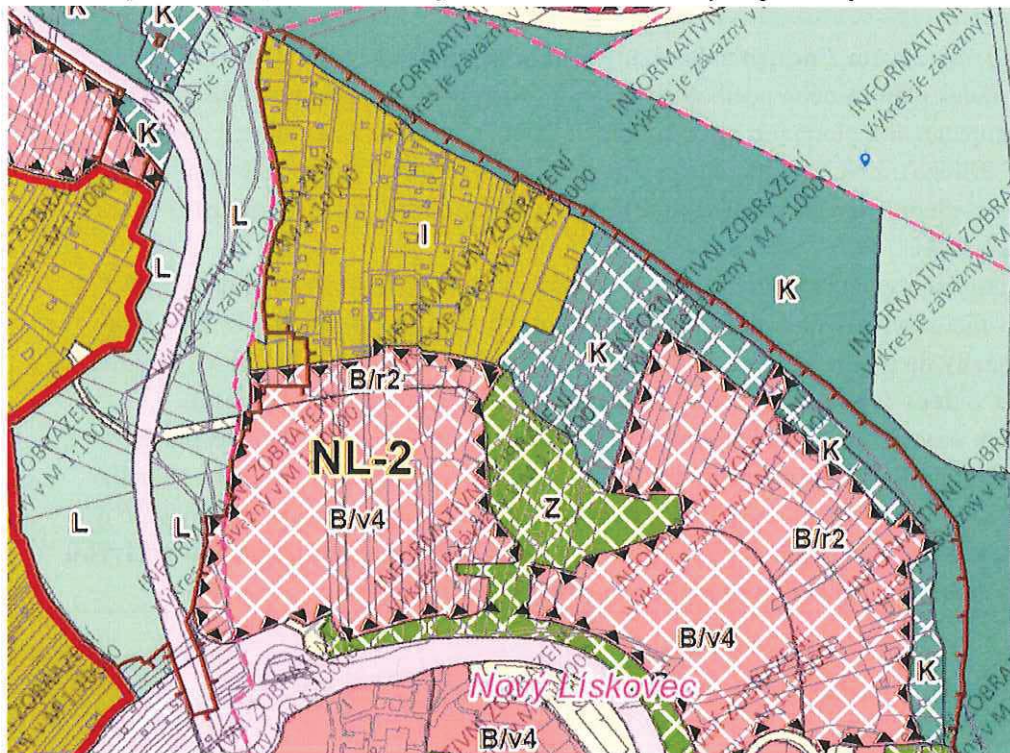 K
K
K
L
L
I
K
K
B/r2
NL-2
B/v4
Z
K
B/r2
L
L
B/v4
K
Nový Lískovec
B/v4
INFORMATIVNÍ ZOBRAZENÍ
Výkres je závazný v M 1:10000